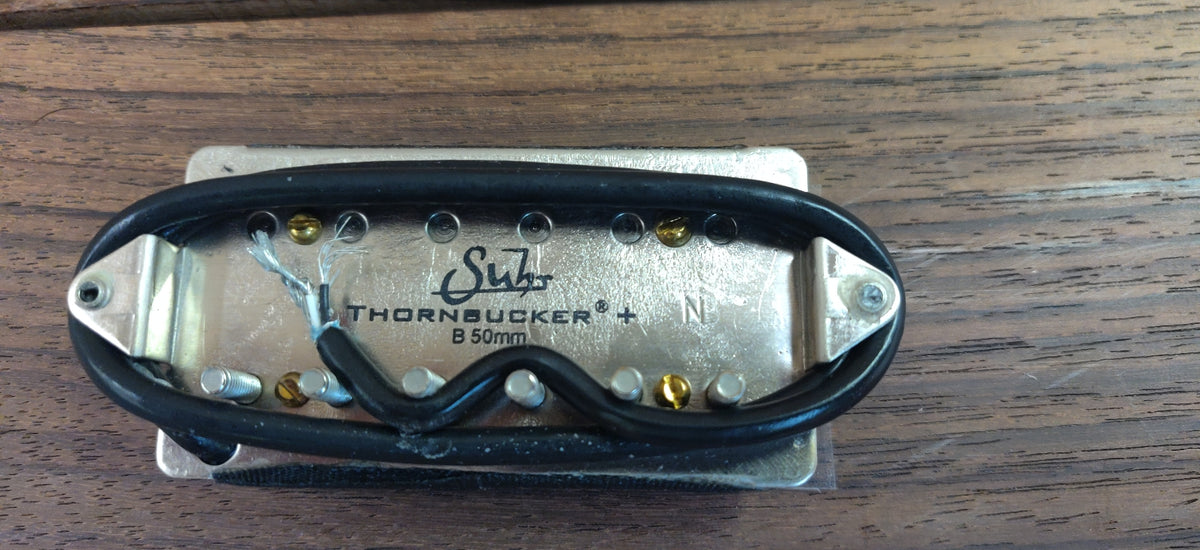 Suhr
THORNBUCKER® + N
B 50mm